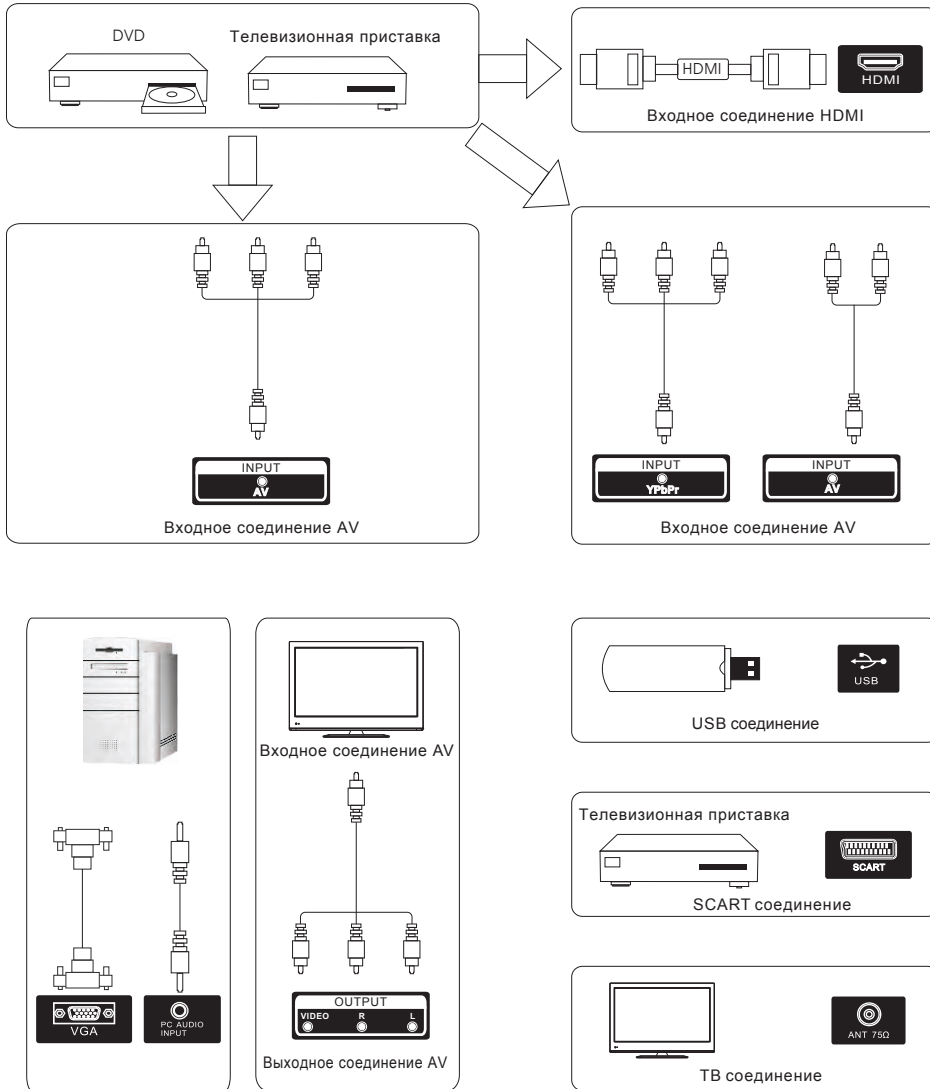 DVD
Телевизионная приставка
HDMI
HDMI
Входное соединение HDMI
INPUT
AV
Входное соединение AV
INPUT
YPbPr
INPUT
AV
Входное соединение AV
VGA
PC AUDIO
INPUT
Входное соединение AV
OUTPUT
VIDEO R L
Выходное соединение AV
USB
USB соединение
Телевизионная приставка
SCART
SCART соединение
ANT 75Ω
ТВ соединение